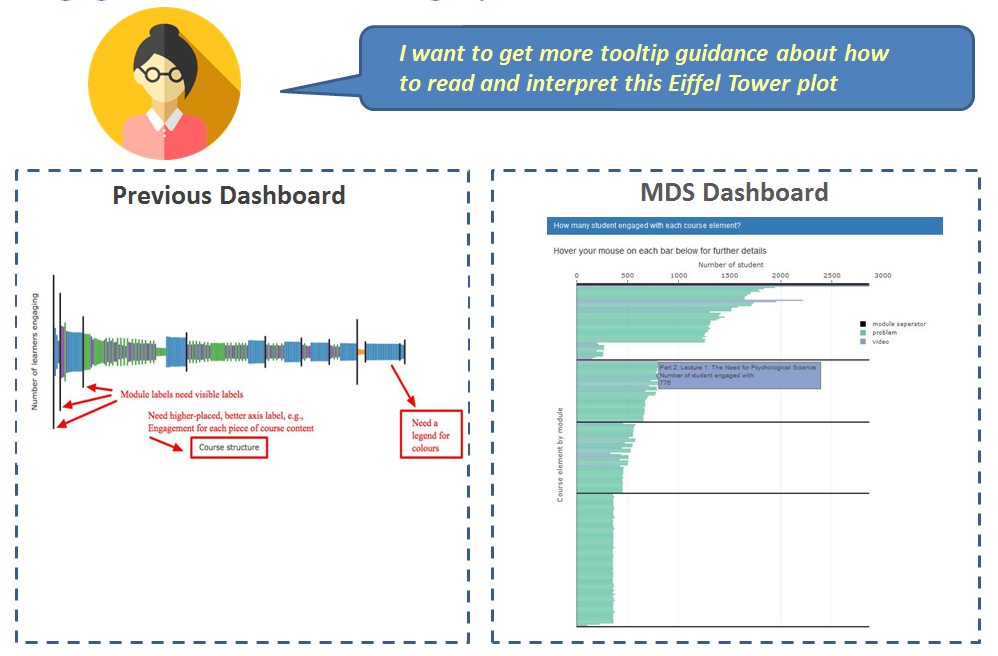 I want to get more tooltip guidance about how
to read and interpret this Eiffel Tower plot
Previous Dashboard
Number of learners engaging
Module labels need visible labels
Need higher-placed, better axis label, e.g.,
Engagement for each piece of course content
Course structure
Need a
legend for
colours
MDS Dashboard
How many student engaged with each course element?
Hover your mouse on each bar below for further details
Number of student
0 500 1000 1500 2000 2500 3000
module seperator
problem
video
Part 2, Lecture 1: The Need for Psychological Science
Number of student engaged with:
776
Course element by module